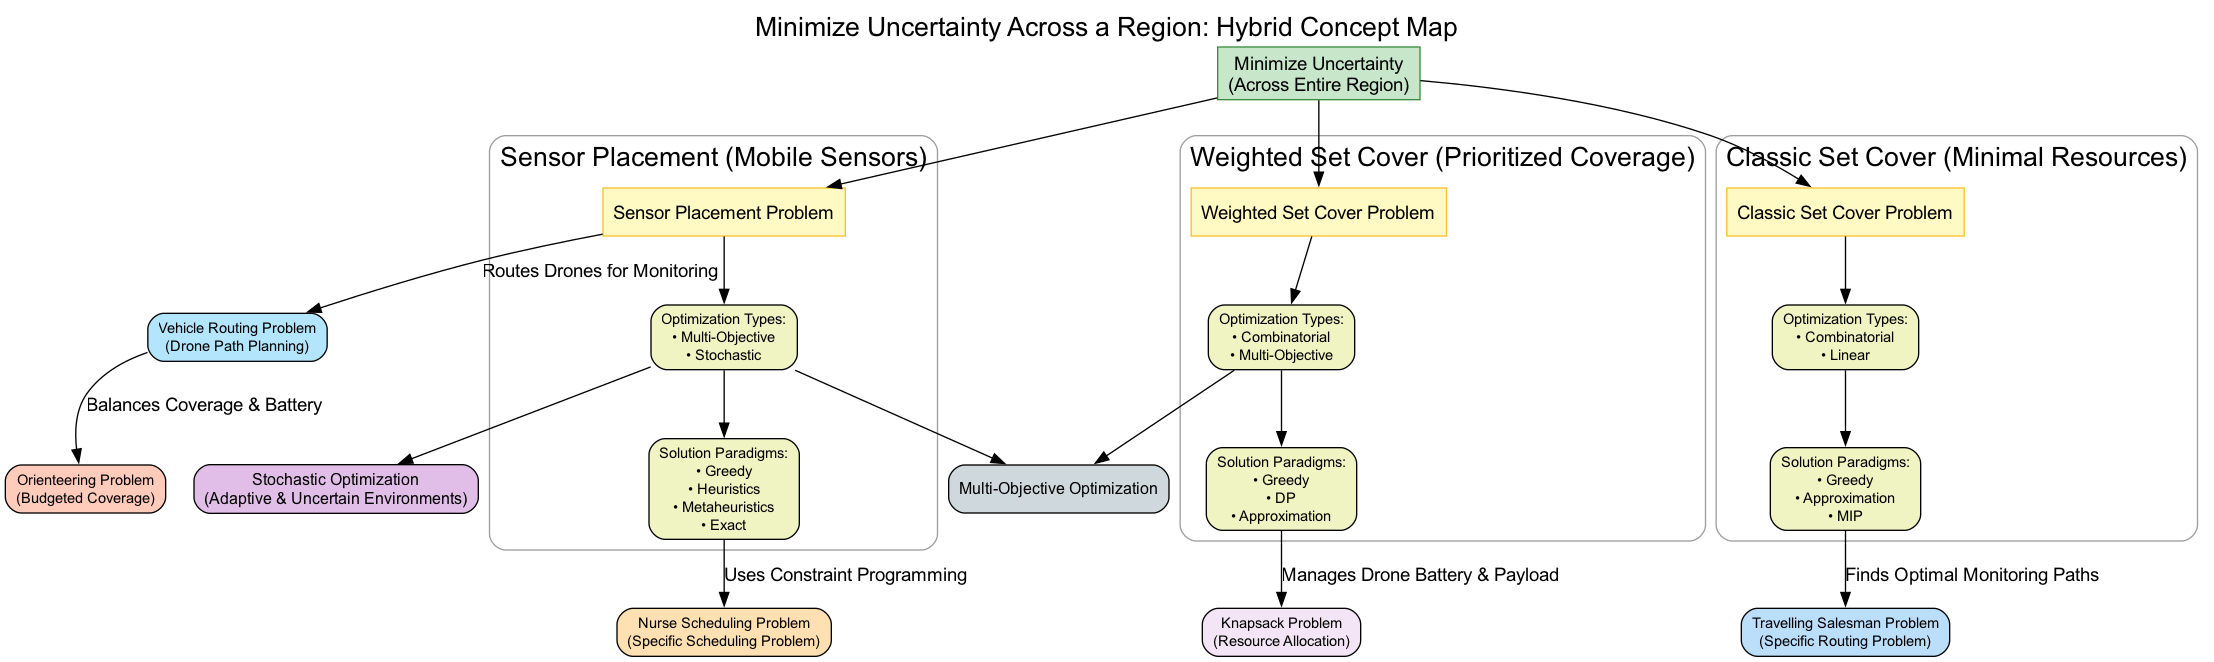 Minimize Uncertainty Across a Region: Hybrid Concept Map
Minimize Uncertainty
(Across Entire Region)
Sensor Placement (Mobile Sensors)
Weighted Set Cover (Prioritized Coverage)
Classic Set Cover (Minimal Resources)
Sensor Placement Problem
Weighted Set Cover Problem
Classic Set Cover Problem
Routes Drones for Monitoring
Vehicle Routing Problem
(Drone Path Planning)
Optimization Types:
• Multi-Objective
• Stochastic
Optimization Types:
• Combinatorial
• Multi-Objective
Optimization Types:
• Combinatorial
• Linear
Balances Coverage & Battery
Orienteering Problem
(Budgeted Coverage)
Stochastic Optimization
(Adaptive & Uncertain Environments)
Solution Paradigms:
• Greedy
• Heuristics
• Metaheuristics
• Exact
Multi-Objective Optimization
Solution Paradigms:
• Greedy
• DP
• Approximation
Solution Paradigms:
• Greedy
• Approximation
• MIP
Uses Constraint Programming
Manages Drone Battery & Payload
Finds Optimal Monitoring Paths
Nurse Scheduling Problem
(Specific Scheduling Problem)
Knapsack Problem
(Resource Allocation)
Travelling Salesman Problem
(Specific Routing Problem)